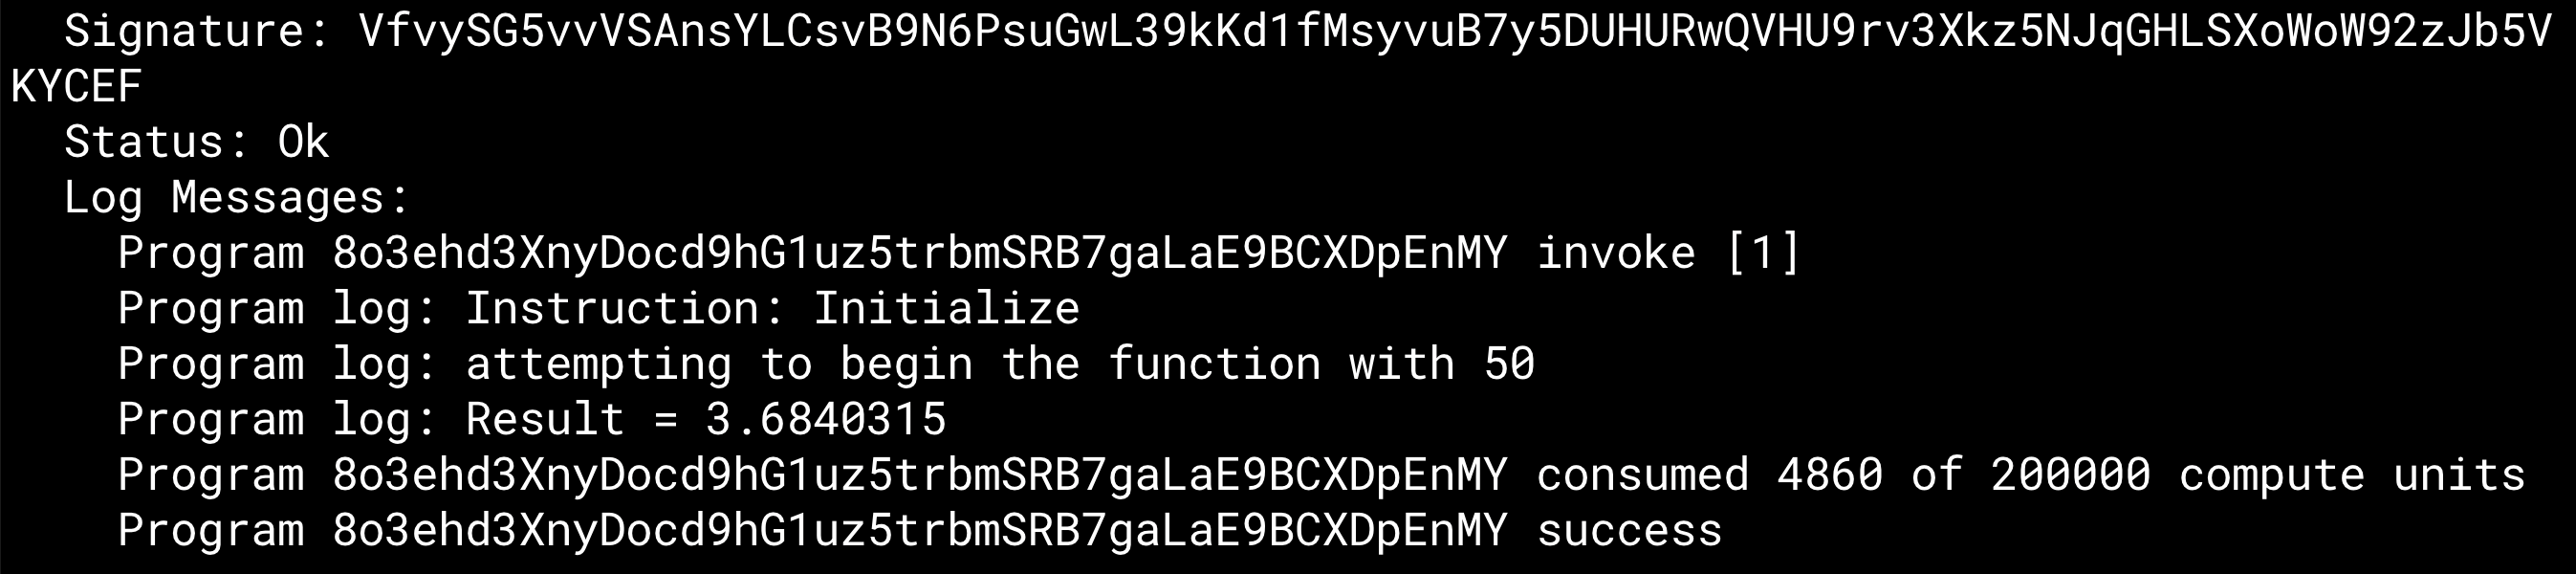 Signature: VfvySG5vvVSAnsYLCsvB9N6PsuGwL39kKd1fMsyvuB7y5DUHURwQVHU9rv3Xkz5NJqGHLSXoWoW92zJb5V
KYCEF
Status: Ok
Log Messages:
Program 8o3ehd3XnyDocd9hG1uz5trbmSRB7gaLaE9BCXDpEnMY invoke [1]
Program log: Instruction: Initialize
Program log: attempting to begin the function with 50
Program log: Result = 3.6840315
Program 8o3ehd3XnyDocd9hG1uz5trbmSRB7gaLaE9BCXDpEnMY consumed 4860 of 200000 compute units
Program 8o3ehd3XnyDocd9hG1uz5trbmSRB7gaLaE9BCXDpEnMY success